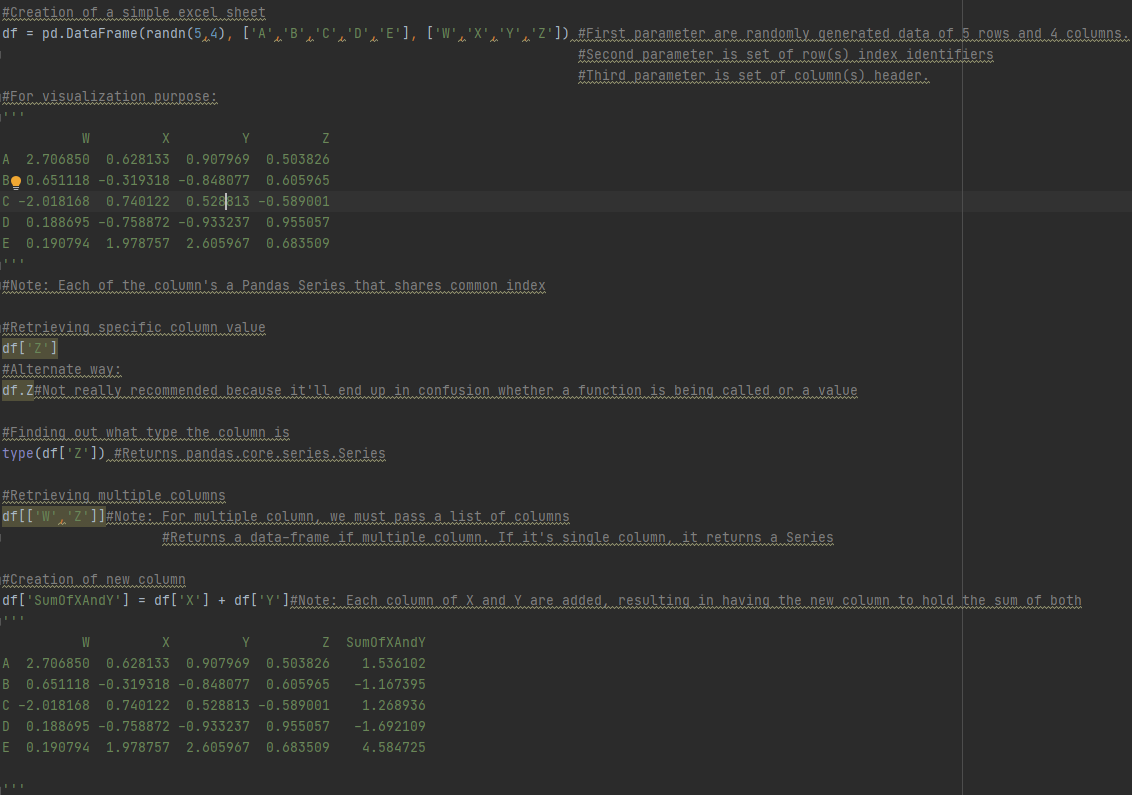 #Creation of a simple excel sheet
df = pd.DataFrame(randn(5,4), ['A','B','C','D','E'], ['W','X','Y','Z']) #First parameter are randomly generated data of 5 rows and 4 columns.
#Second parameter is set of row(s) index identifiers
#Third parameter is set of column(s) header.
#For visualization purpose:
'''
W X Y Z
A 2.706850 0.628133 0.907969 0.503826
B 0.651118 -0.319318 -0.848077 0.605965
C -2.018168 0.740122 0.528813 -0.589001
D 0.188695 -0.758872 -0.933237 0.955057
E 0.190794 1.978757 2.605967 0.683509
'''
#Note: Each of the column's a Pandas Series that shares common index
#Retrieving specific column value
df['Z']
#Alternate way:
df.Z#Not really recommended because it'll end up in confusion whether a function is being called or a value
#Finding out what type the column is
type(df['Z']) #Returns pandas.core.series.Series
#Retrieving multiple columns
df[['W','Z']]#Note: For multiple column, we must pass a list of columns
#Returns a data-frame if multiple column. If it's single column, it returns a Series
#Creation of new column
df['SumOfXAndY'] = df['X'] + df['Y']#Note: Each column of X and Y are added, resulting in having the new column to hold the sum of both
'''
W X Y Z SumOfXAndY
A 2.706850 0.628133 0.907969 0.503826 1.536102
B 0.651118 -0.319318 -0.848077 0.605965 -1.167395
C -2.018168 0.740122 0.528813 -0.589001 1.268936
D 0.188695 -0.758872 -0.933237 0.955057 -1.692109
E 0.190794 1.978757 2.605967 0.683509 4.584725
'''